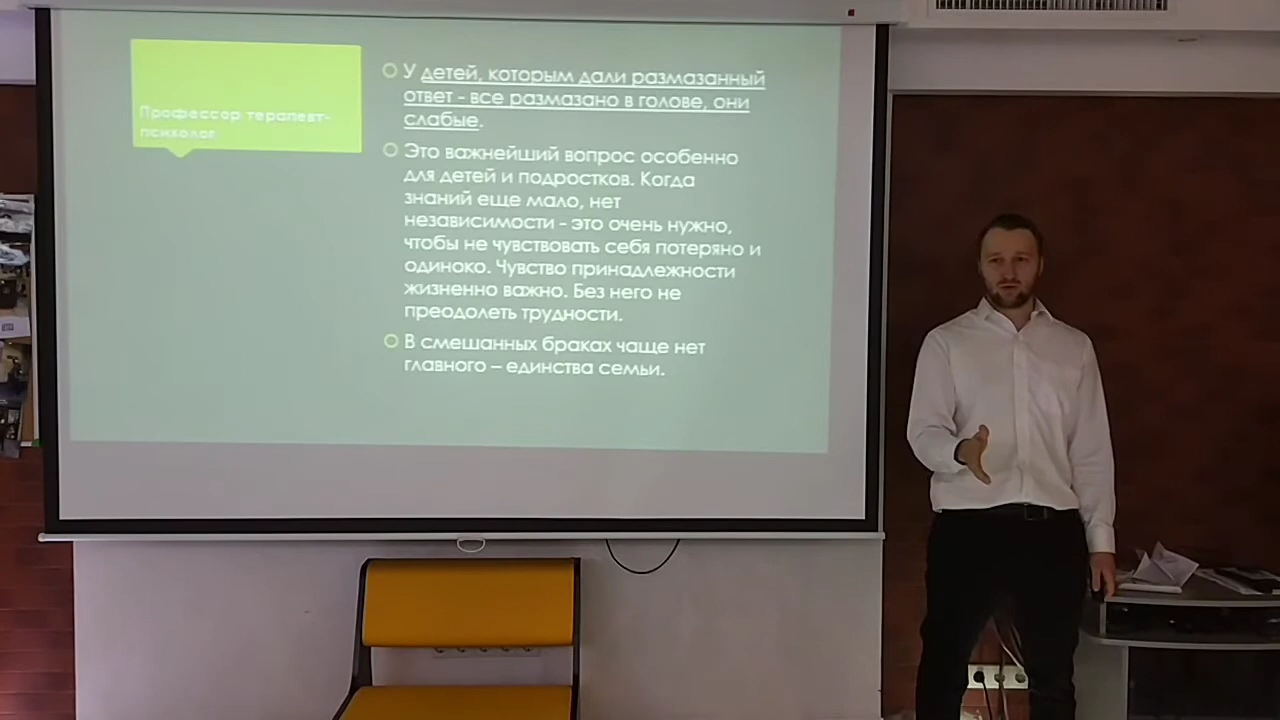 Профессор терапевт-
психолог
У детей, которым дали размазанный
ответ - все размазано в голове, они
слабые.
Это важнейший вопрос особенно
для детей и подростков. Когда
знаний еще мало, нет
независимости - это очень нужно,
чтобы не чувствовать себя потеряно и
одиноко. Чувство принадлежности
жизненно важно. Без него не
преодолеть трудности.
В смешанных браках чаще нет
главного – единства семьи.